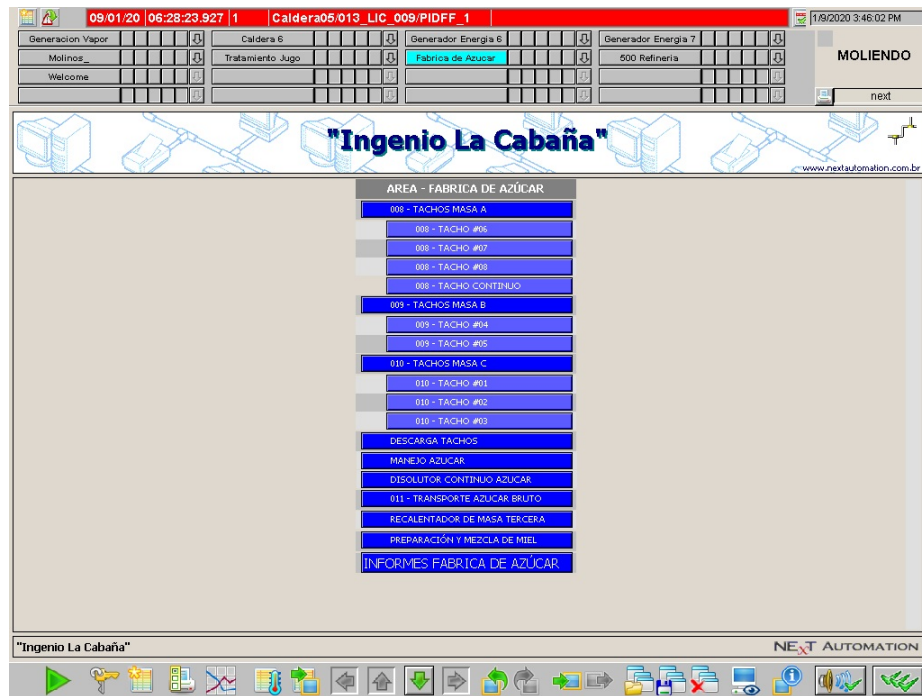 09/01/20 06:28:23.927 1 Caldera05/013_LIC_009/PIDFF_1 1/9/2020 3:46:02 PM
Generacion Vapor Caldera 6 Generador Energia 6 Generador Energia 7
Molinos_ Tratamiento Jugo Fabrica de Azucar 500 Refineria MOLIENDO
Welcome
next
"Ingenio La Cabaña"
www.nextautomation.com.br
AREA - FABRICA DE AZÚCAR
008 - TACHOS MASA A
008 - TACHO #06
008 - TACHO #07
008 - TACHO #08
008 - TACHO CONTINUO
009 - TACHOS MASA B
009 - TACHO #04
009 - TACHO #05
010 - TACHOS MASA C
010 - TACHO #01
010 - TACHO #02
010 - TACHO #03
DESCARGA TACHOS
MANEJO AZUCAR
DISOLUTOR CONTINUO AZUCAR
011 - TRANSPORTE AZUCAR BRUTO
RECALENTADOR DE MASA TERCERA
PREPARACIÓN Y MEZCLA DE MIEL
INFORMES FABRICA DE AZÚCAR
"Ingenio La Cabaña" NEXT AUTOMATION